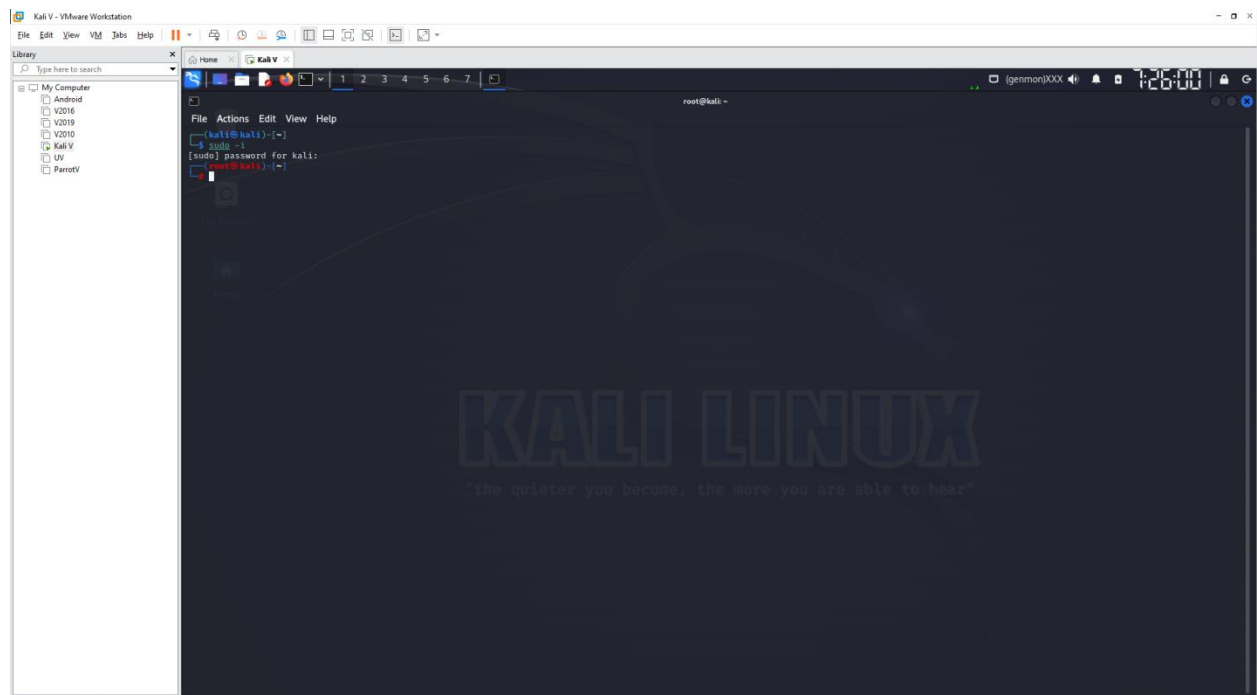 Kali V - VMware Workstation
File Edit View VM Tabs Help
Library
Type here to search
My Computer
Android
V2016
V2019
V2010
Kali V
UV
ParrotV
Home
Kali V
1 2 3 4 5 6 7
(genmon)XXX
root@kali: ~
File Actions Edit View Help
(kali㉿kali)-[~]
$ sudo -i
[sudo] password for kali:
(root㉿kali)-[~]
#
KALI LINUX
"the quieter you become, the more you are able to hear"